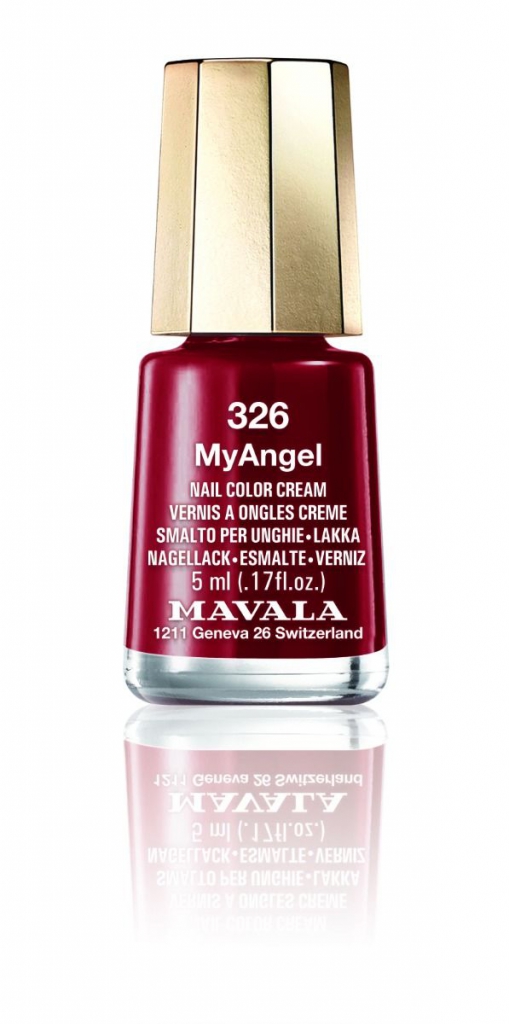 326
MyAngel
NAIL COLOR CREAM
VERNIS A ONGLES CREME
SMALTO PER UNGHIE•LAKKA
NAGELLACK•ESMALTE•VERNIZ
5 ml (.17fl.oz.)
MAVALA
1211 Geneva 26 Switzerland